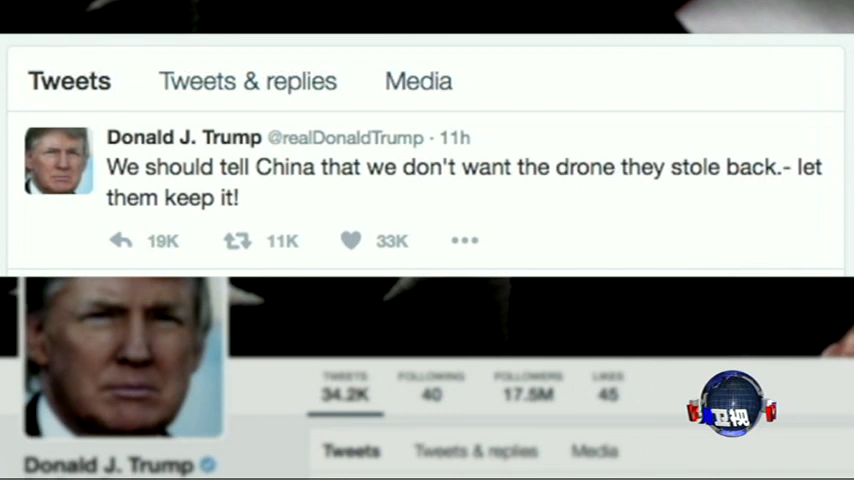 Tweets Tweets & replies Media
Donald J. Trump @realDonaldTrump · 11h
We should tell China that we don't want the drone they stole back.- let
them keep it!
19K 11K 33K
TWEETS FOLLOWING FOLLOWERS LIKES
34.2K 40 17.5M 45
Tweets Tweets & replies Media
Donald J. Trump
卫视